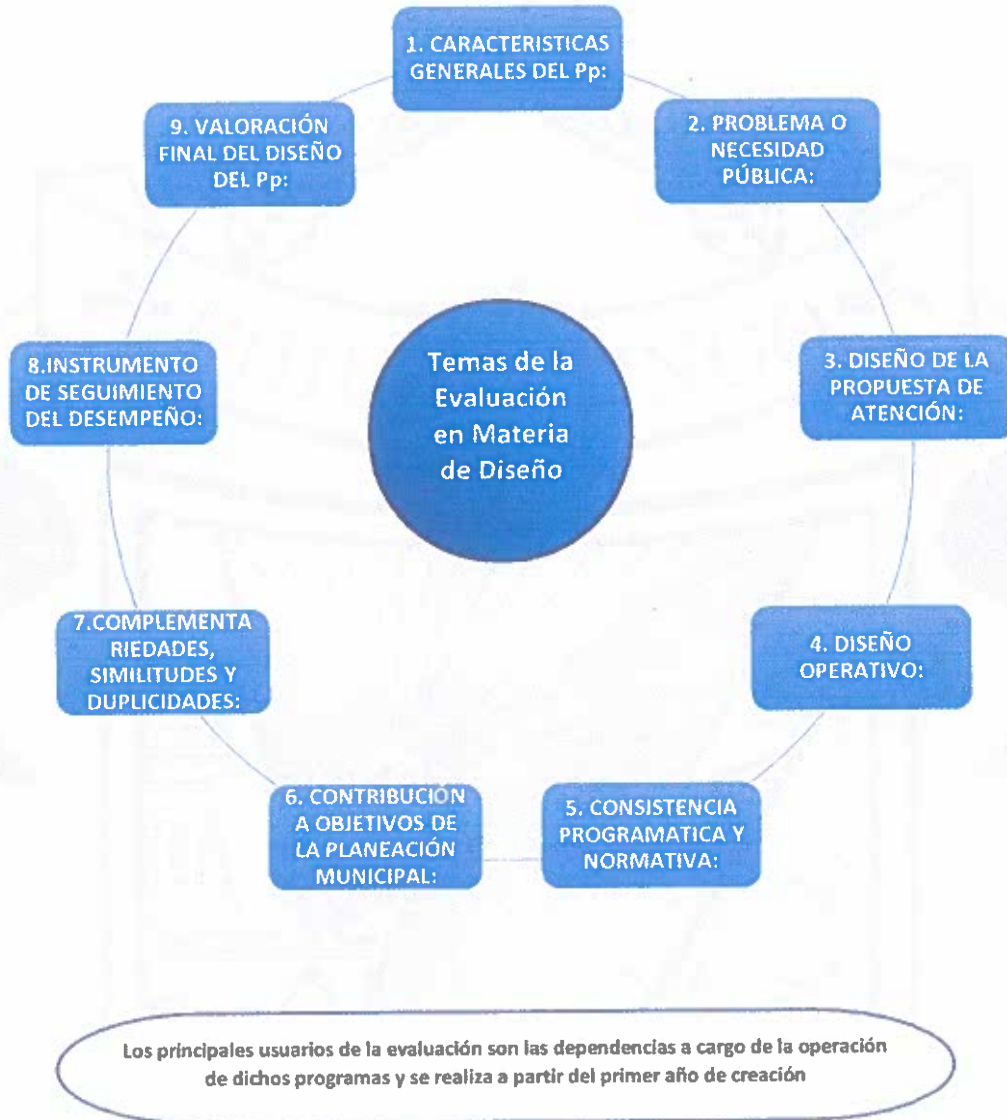 1. CARACTERISTICAS
GENERALES DEL Pp:
2. PROBLEMA O
NECESIDAD
PÚBLICA:
3. DISEÑO DE LA
PROPUESTA DE
ATENCIÓN:
4. DISEÑO
OPERATIVO:
5. CONSISTENCIA
PROGRAMATICA Y
NORMATIVA:
6. CONTRIBUCIÓN
A OBJETIVOS DE
LA PLANEACIÓN
MUNICIPAL:
7.COMPLEMENTA
RIEDADES,
SIMILITUDES Y
DUPLICIDADES:
8.INSTRUMENTO
DE SEGUIMIENTO
DEL DESEMPEÑO:
9. VALORACIÓN
FINAL DEL DISEÑO
DEL Pp:
Temas de la
Evaluación
en Materia
de Diseño
Los principales usuarios de la evaluación son las dependencias a cargo de la operación
de dichos programas y se realiza a partir del primer año de creación